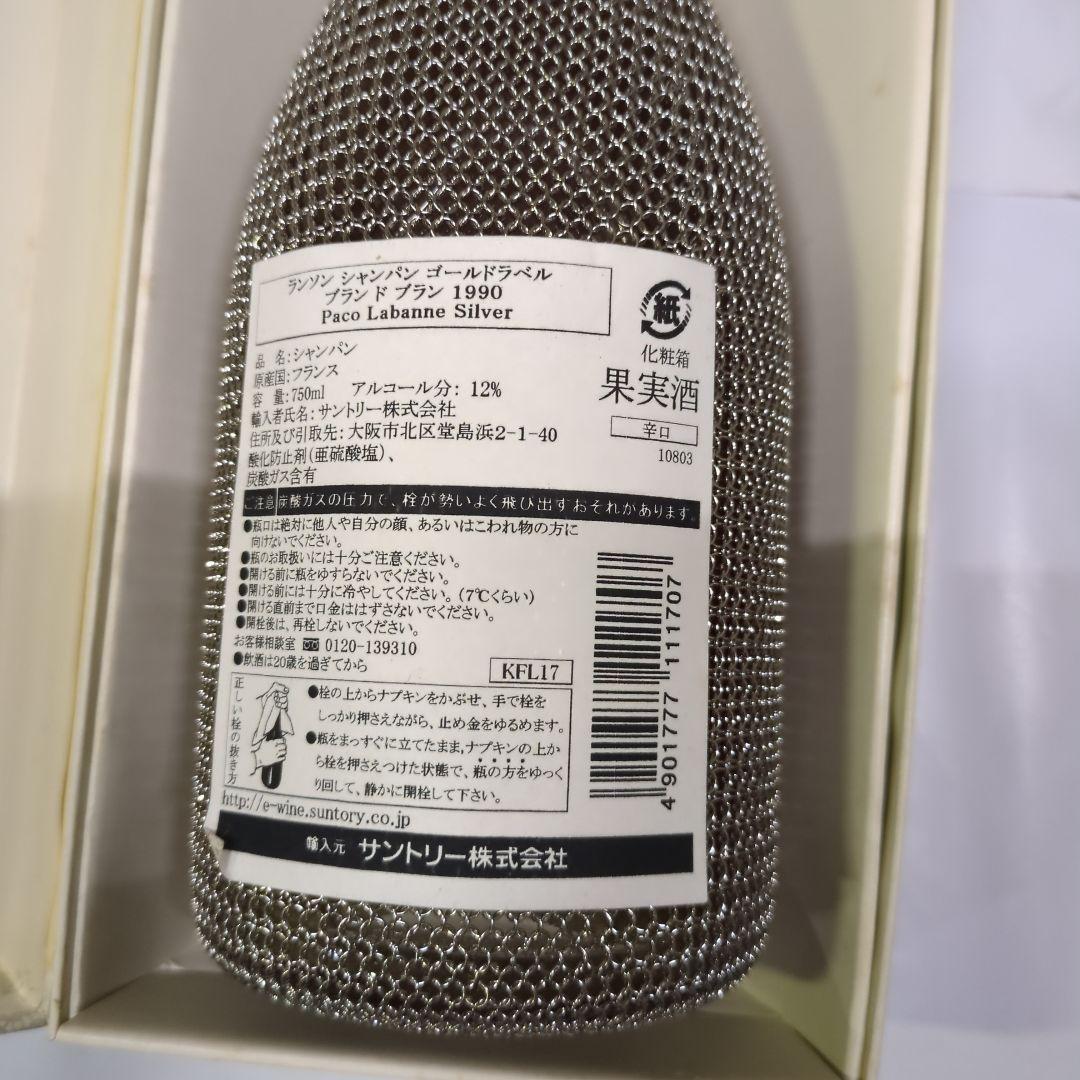 ランソン シャンパン ゴールドラベル
ブラン ド ブラン 1990
Paco Labanne Silver
紙
化粧箱
果実酒
辛口
10803
品 名:シャンパン
原産国:フランス
容 量:750ml アルコール分: 12%
輸入者氏名:サントリー株式会社
住所及び引取先:大阪市北区堂島浜2-1-40
酸化防止剤(亜硫酸塩)、
炭酸ガス含有
ご注意 炭酸ガスの圧力で、栓が勢いよく飛び出すおそれがあります。
●瓶口は絶対に他人や自分の顔、あるいはこわれ物の方に
向けないでください。
●瓶のお取扱いには十分ご注意ください。
●開ける前に瓶をゆすらないでください。
●開ける前には十分に冷やしてください。(7℃くらい)
●開ける直前まで口金ははずさないでください。
●開栓後は、再栓しないでください。
お客様相談室 ☎ 0120-139310
●飲酒は20歳を過ぎてから
KFL17
正しい栓の抜き方
●栓の上からナプキンをかぶせ、手で栓を
しっかり押さえながら、止め金をゆるめます。
●瓶をまっすぐに立てたまま,ナプキンの上か
ら栓を押さえつけた状態で、瓶の方をゆっく
り回して、静かに開栓して下さい。
4 901777 111707
http://e-wine.suntory.co.jp
輸入元 サントリー株式会社